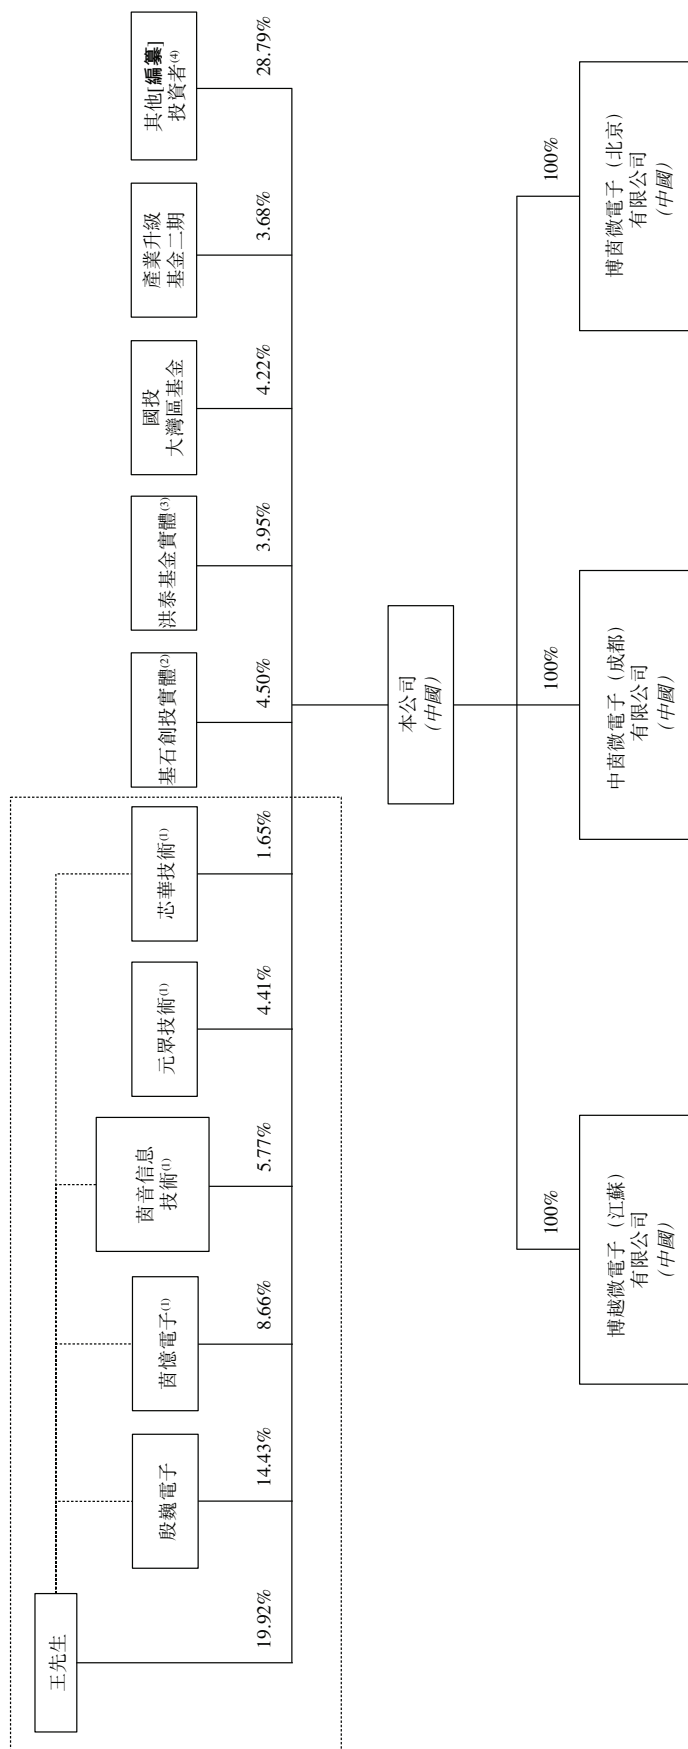 王先生
19.92%
殷巍電子
14.43%
茵憶電子(1)
8.66%
茵音信息
技術(1)
5.77%
元眾技術(1)
4.41%
芯華技術(1)
1.65%
基石創投實體(2)
4.50%
洪泰基金實體(3)
3.95%
國投
大灣區基金
4.22%
產業升級
基金二期
3.68%
其他[編纂]
投資者(4)
28.79%
本公司
(中國)
100%
博越微電子（江蘇）
有限公司
(中國)
100%
中茵微電子（成都）
有限公司
(中國)
100%
博茵微電子（北京）
有限公司
(中國)